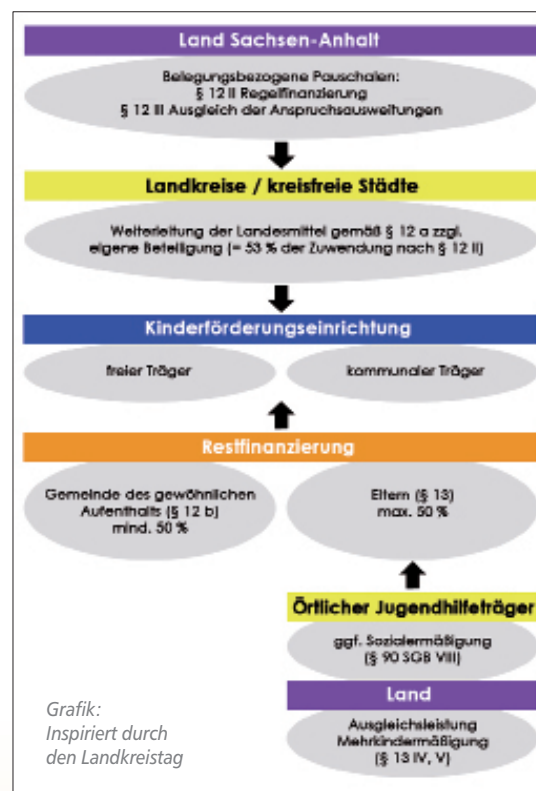 Land Sachsen-Anhalt
Belegungsbezogene Pauschalen:
§ 12 II Regelfinanzierung
§ 12 III Ausgleich der Anspruchsausweitungen
Landkreise / kreisfreie Städte
Weiterleitung der Landesmittel gemäß § 12 a zzgl.
eigene Beteiligung (= 53 % der Zuwendung nach § 12 II)
Kinderförderungseinrichtung
freier Träger
kommunaler Träger
Restfinanzierung
Gemeinde des gewöhnlichen
Aufenthalts (§ 12 b)
mind. 50 %
Eltern (§ 13)
max. 50 %
Örtlicher Jugendhilfeträger
ggf. Sozialermäßigung
(§ 90 SGB VIII)
Land
Ausgleichsleistung
Mehrkindermäßigung
(§ 13 IV, V)
Grafik:
Inspiriert durch
den Landkreistag